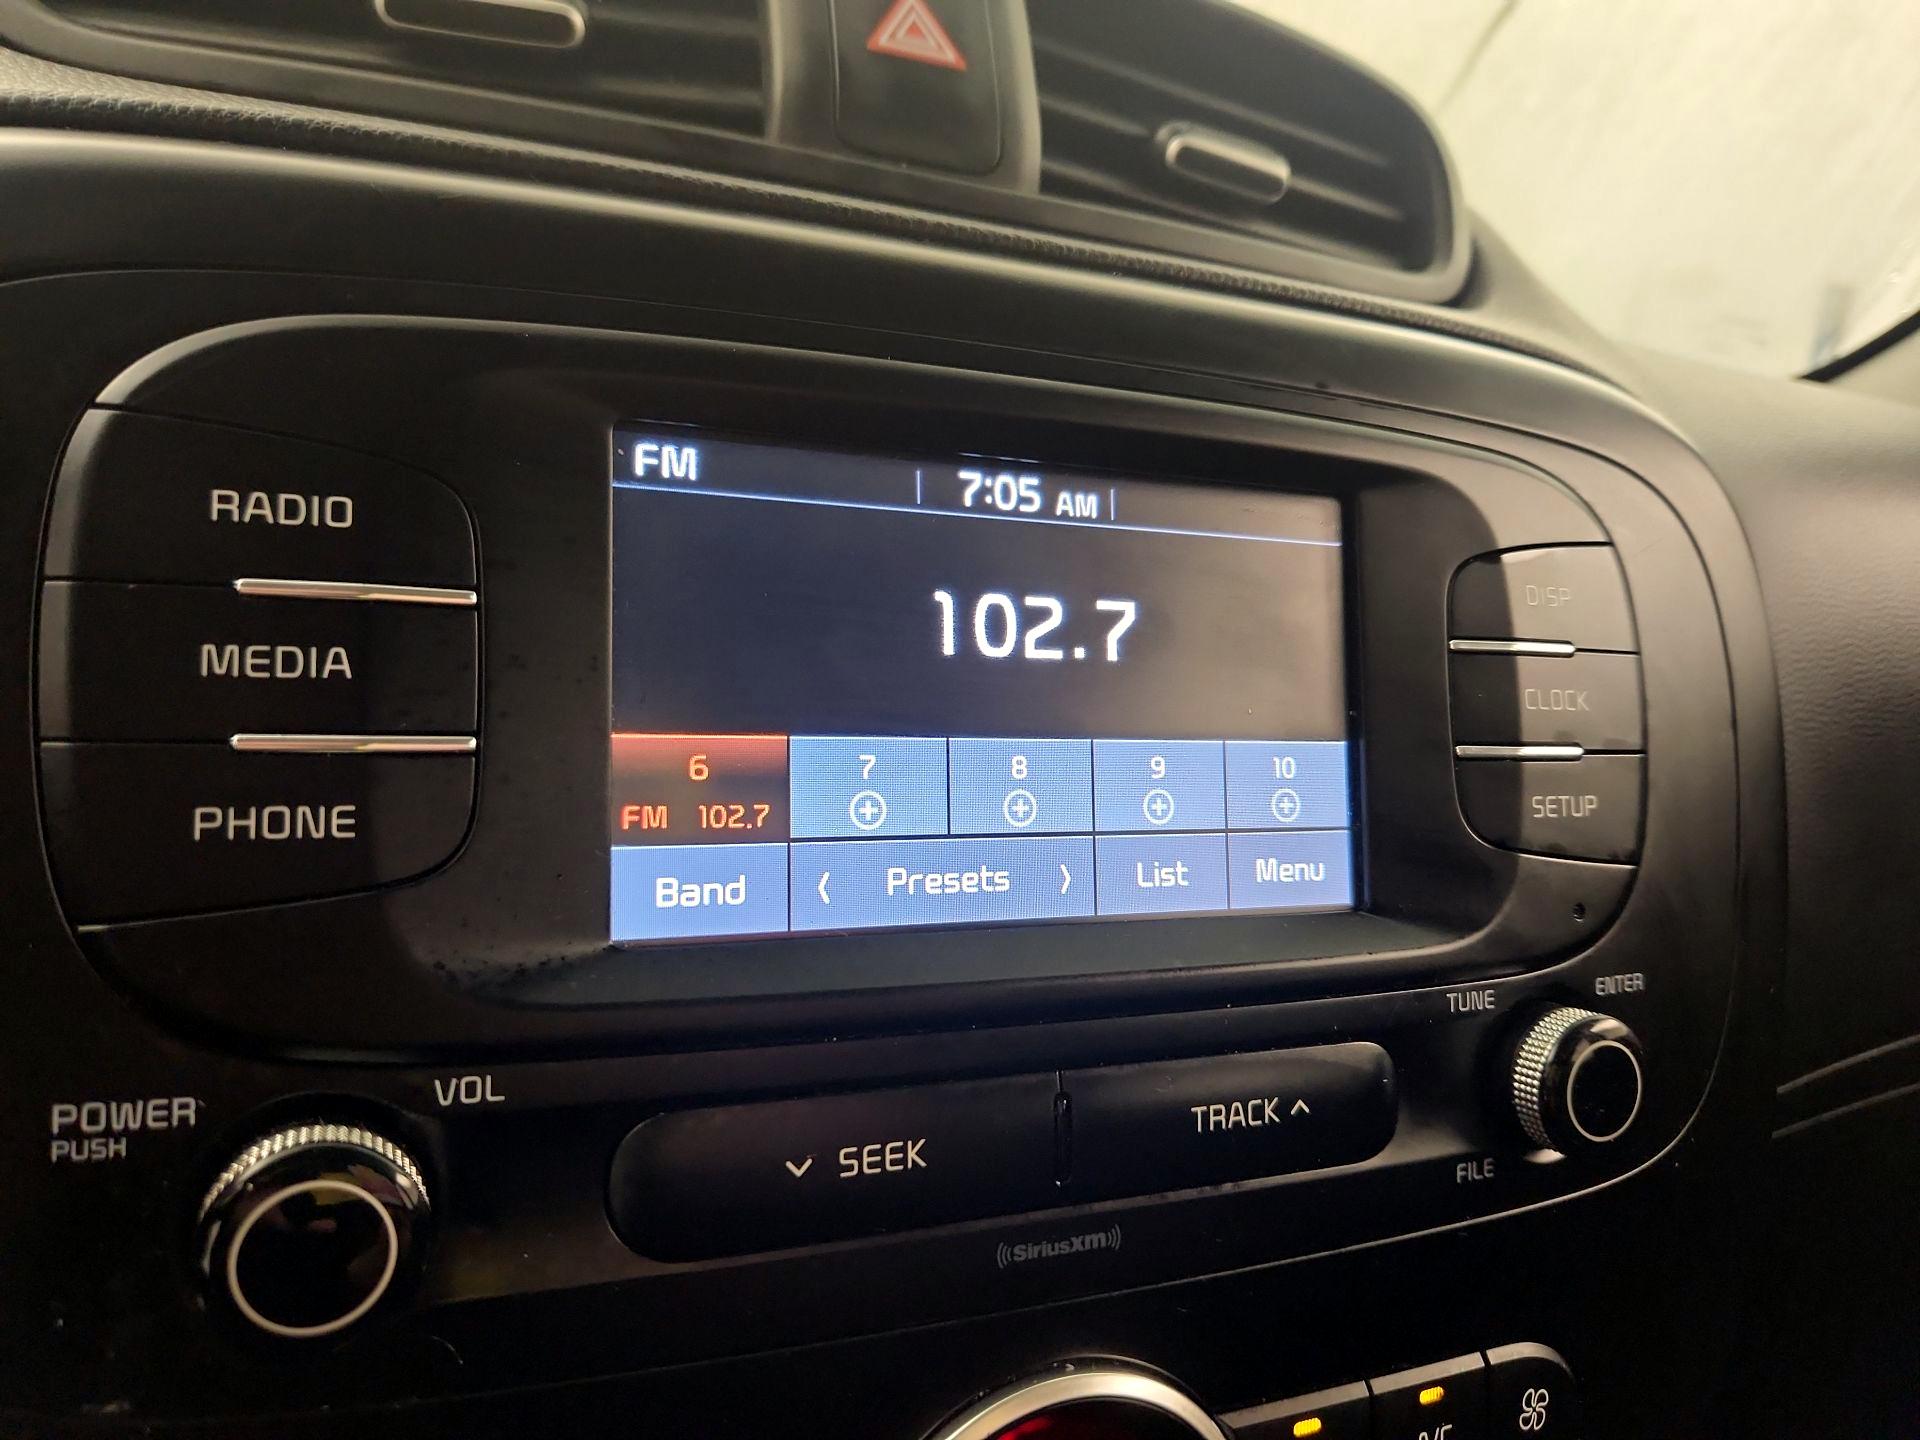 FM
7:05 AM
102.7
6 7 8 9 10
FM 102.7
Band Presets List Menu
RADIO
MEDIA
PHONE
DISP
CLOCK
SETUP
TUNE
ENTER
FILE
POWER
PUSH
VOL
SEEK
TRACK
SiriusXM